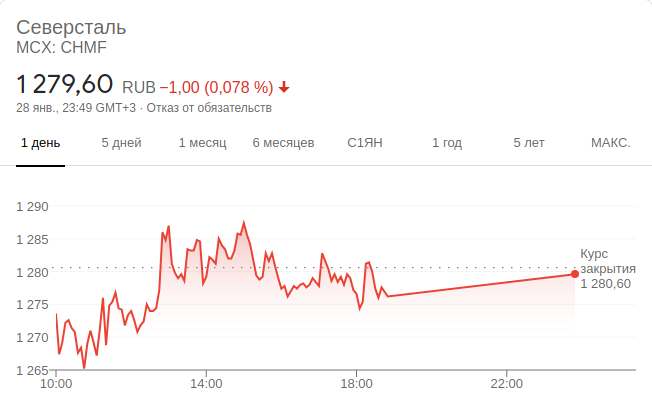 Северсталь
MCX: CHMF
1 279,60 RUB −1,00 (0,078 %)
28 янв., 23:49 GMT+3 · Отказ от обязательств
1 день 5 дней 1 месяц 6 месяцев С1ЯН 1 год 5 лет МАКС.
1 290
1 285
1 280
1 275
1 270
1 265
Курс
закрытия
1 280,60
10:00 14:00 18:00 22:00